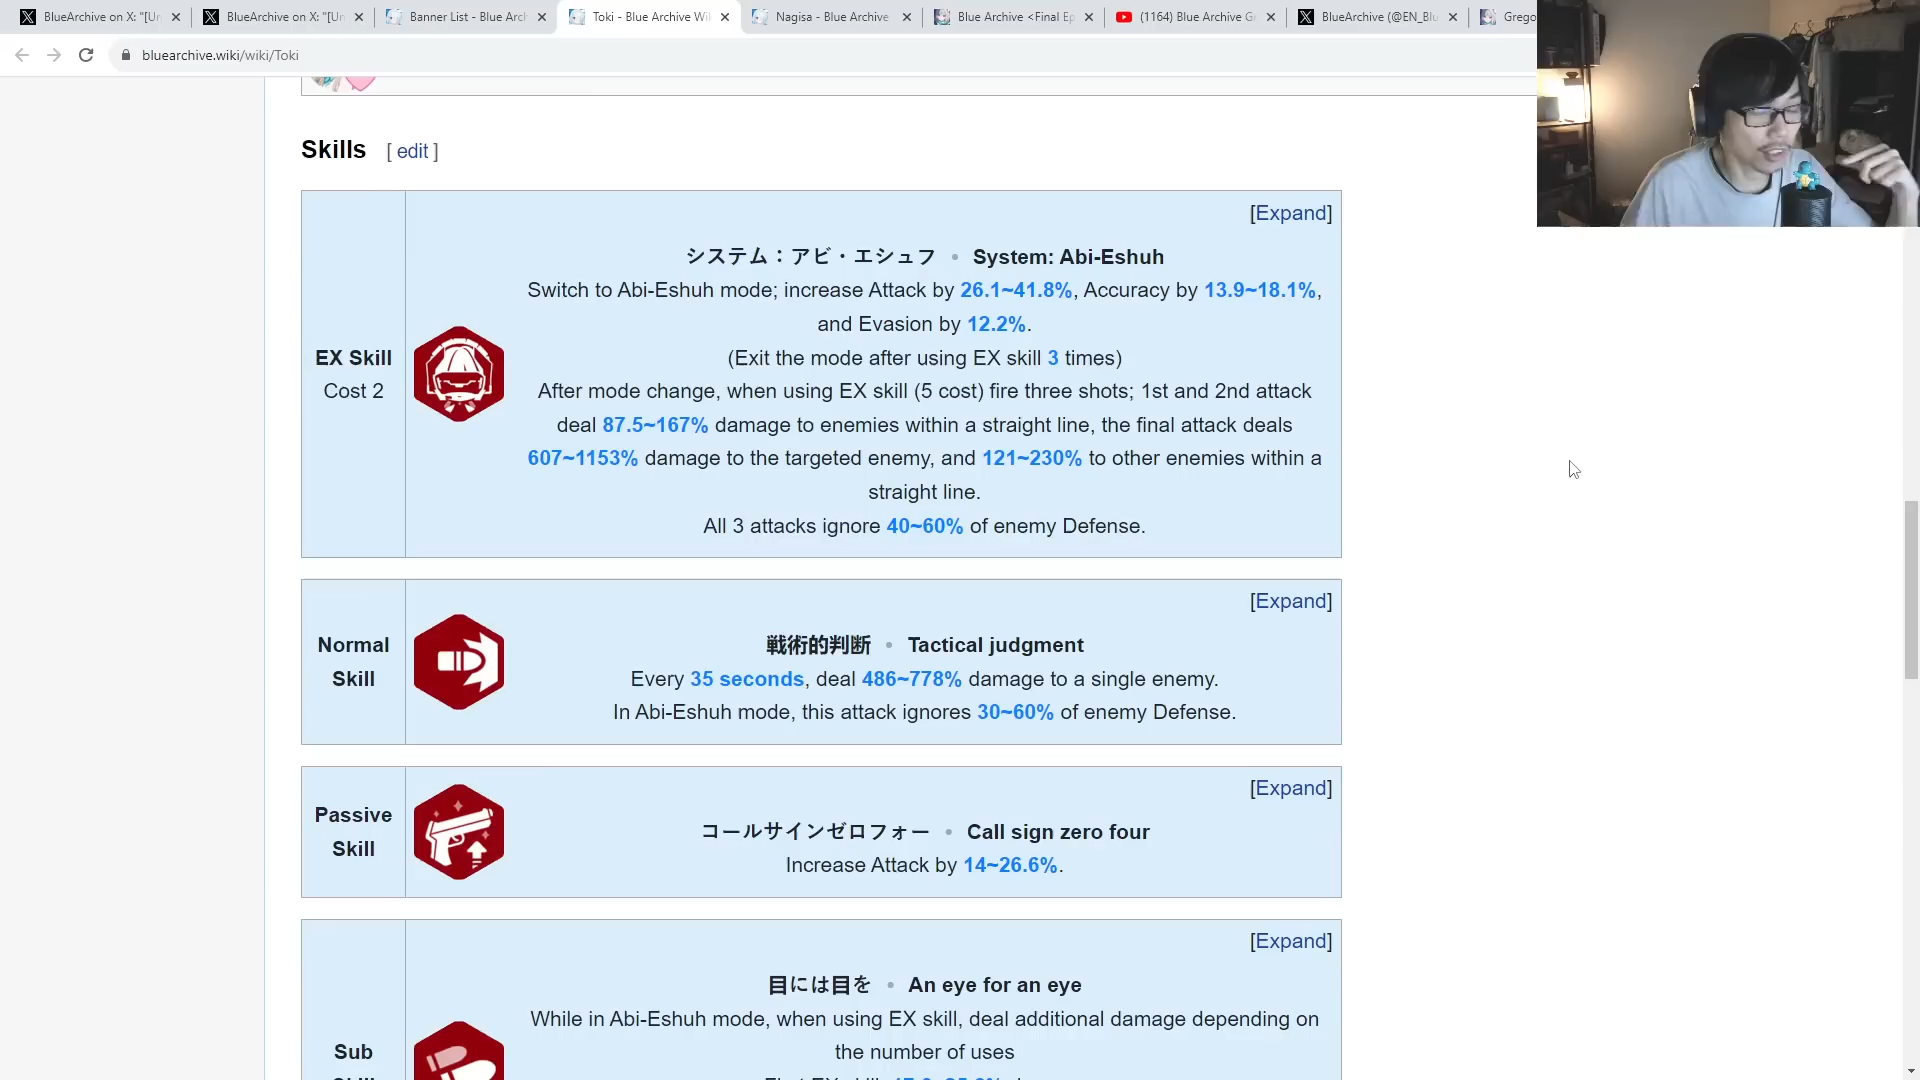 BlueArchive on X: "[Un
BlueArchive on X: "[Un
Banner List - Blue Arch
Toki - Blue Archive Wi
Nagisa - Blue Archive
Blue Archive <Final Ep
(1164) Blue Archive G
BlueArchive (@EN_Blu
Grego
bluearchive.wiki/wiki/Toki
Skills [ edit ]
[Expand]
システム：アビ・エシュフ • System: Abi-Eshuh
Switch to Abi-Eshuh mode; increase Attack by 26.1~41.8%, Accuracy by 13.9~18.1%,
and Evasion by 12.2%.
(Exit the mode after using EX skill 3 times)
EX Skill
Cost 2
After mode change, when using EX skill (5 cost) fire three shots; 1st and 2nd attack
deal 87.5~167% damage to enemies within a straight line, the final attack deals
607~1153% damage to the targeted enemy, and 121~230% to other enemies within a
straight line.
All 3 attacks ignore 40~60% of enemy Defense.
[Expand]
Normal
Skill
戦術的判断 • Tactical judgment
Every 35 seconds, deal 486~778% damage to a single enemy.
In Abi-Eshuh mode, this attack ignores 30~60% of enemy Defense.
[Expand]
Passive
Skill
コールサインゼロフォー • Call sign zero four
Increase Attack by 14~26.6%.
[Expand]
目には目を • An eye for an eye
While in Abi-Eshuh mode, when using EX skill, deal additional damage depending on
the number of uses
Sub